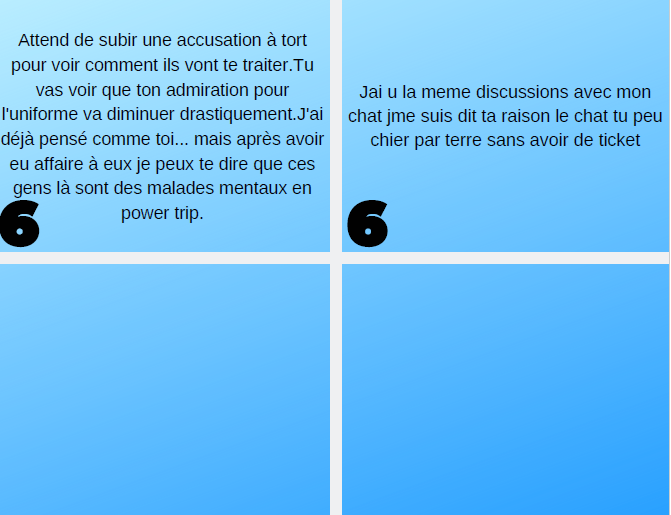 Attend de subir une accusation à tort
pour voir comment ils vont te traiter.Tu
vas voir que ton admiration pour
l'uniforme va diminuer drastiquement.J'ai
déjà pensé comme toi... mais après avoir
eu affaire à eux je peux te dire que ces
gens là sont des malades mentaux en
power trip.
6
Jai u la meme discussions avec mon
chat jme suis dit ta raison le chat tu peu
chier par terre sans avoir de ticket
6